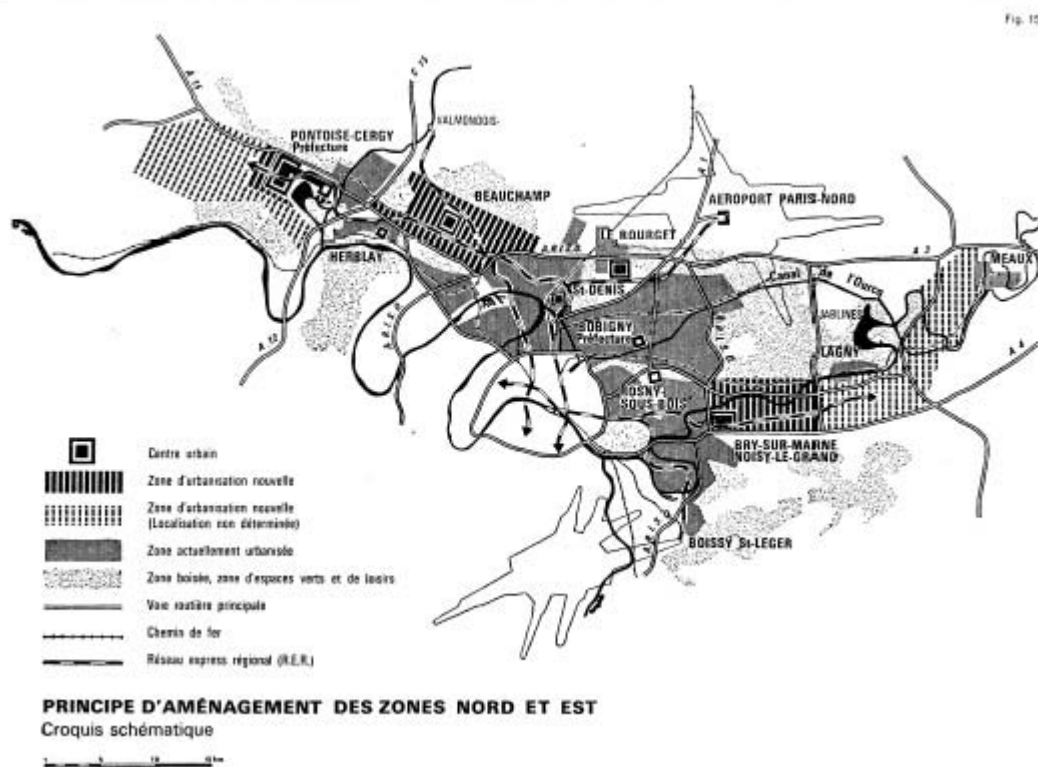 Fig. 15
A 15
C 15
VALMONDOIS
PONTOISE-CERGY
Préfecture
BEAUCHAMP
A 1
AEROPORT PARIS-NORD
LE BOURGET
A 3
HERBLAY
MEAUX
Canal de l'Ourcq
St-DENIS
JABLINES
BOBIGNY
Préfecture
LAGNY
A 12
A 4
ROSNY-
SOUS-BOIS
BRY-SUR-MARNE
NOISY-LE-GRAND
BOISSY St-LEGER
Centre urbain
Zone d'urbanisation nouvelle
Zone d'urbanisation nouvelle
(Localisation non déterminée)
Zone actuellement urbanisée
Zone boisée, zone d'espaces verts et de loisirs
Voie routière principale
Chemin de fer
Réseau express régional (R.E.R.)
PRINCIPE D'AMÉNAGEMENT DES ZONES NORD ET EST
Croquis schématique